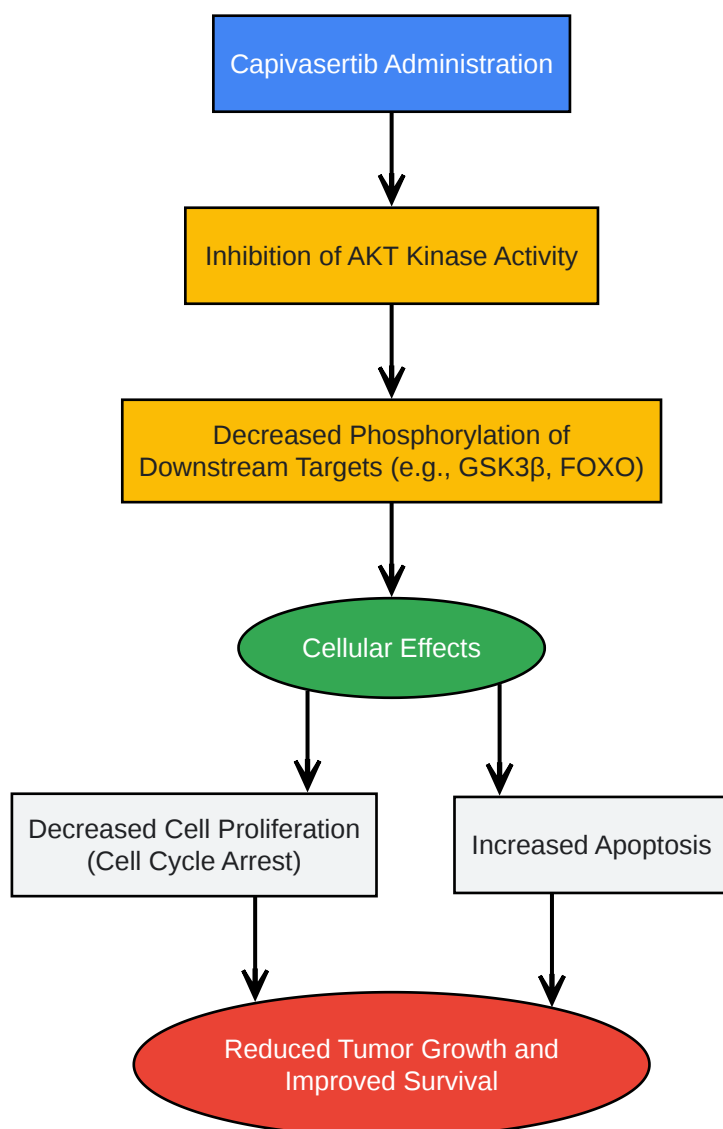 Capivasertib Administration
Inhibition of AKT Kinase Activity
Decreased Phosphorylation of
Downstream Targets (e.g., GSK3β, FOXO)
Cellular Effects
Decreased Cell Proliferation
(Cell Cycle Arrest)
Increased Apoptosis
Reduced Tumor Growth and
Improved Survival